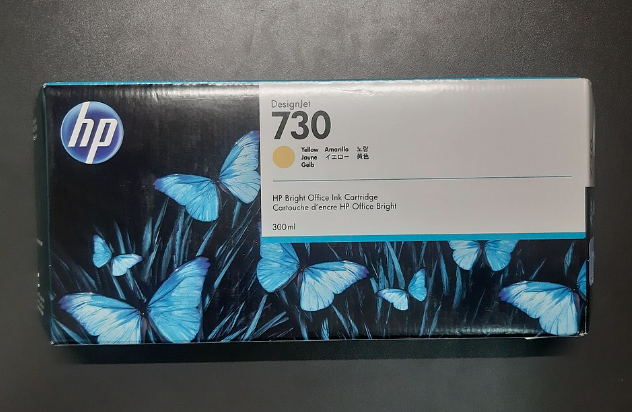 hp
DesignJet
730
Yellow Amarillo 노랑
Jaune イエロー 黃色
Gelb
HP Bright Office Ink Cartridge
Cartouche d'encre HP Office Bright
300 ml